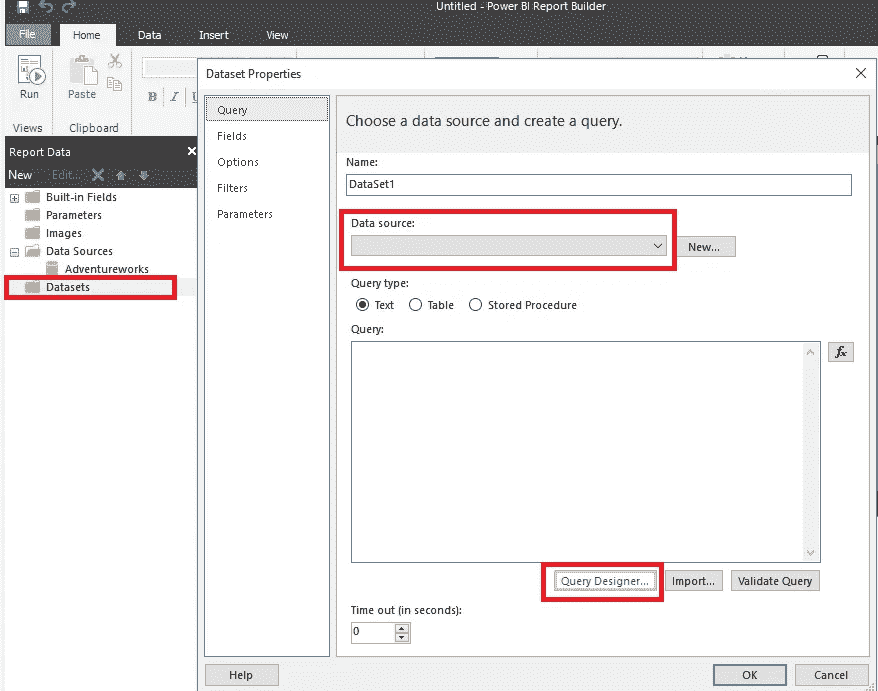 Untitled - Power BI Report Builder
File Home Data Insert View
Run
Paste
B I U
Views Clipboard
Report Data
New Edit...
Built-in Fields
Parameters
Images
Data Sources
Adventureworks
Datasets
Dataset Properties
Query
Fields
Options
Filters
Parameters
Choose a data source and create a query.
Name:
DataSet1
Data source:
New...
Query type:
Text Table Stored Procedure
Query:
fx
Query Designer... Import... Validate Query
Time out (in seconds):
0
Help OK Cancel